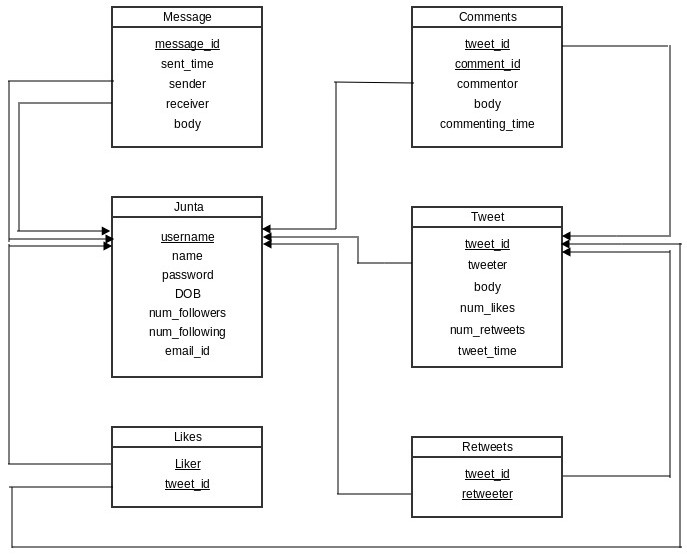 Message
message_id
sent_time
sender
receiver
body
Comments
tweet_id
comment_id
commentor
body
commenting_time
Junta
username
name
password
DOB
num_followers
num_following
email_id
Tweet
tweet_id
tweeter
body
num_likes
num_retweets
tweet_time
Likes
Liker
tweet_id
Retweets
tweet_id
retweeter